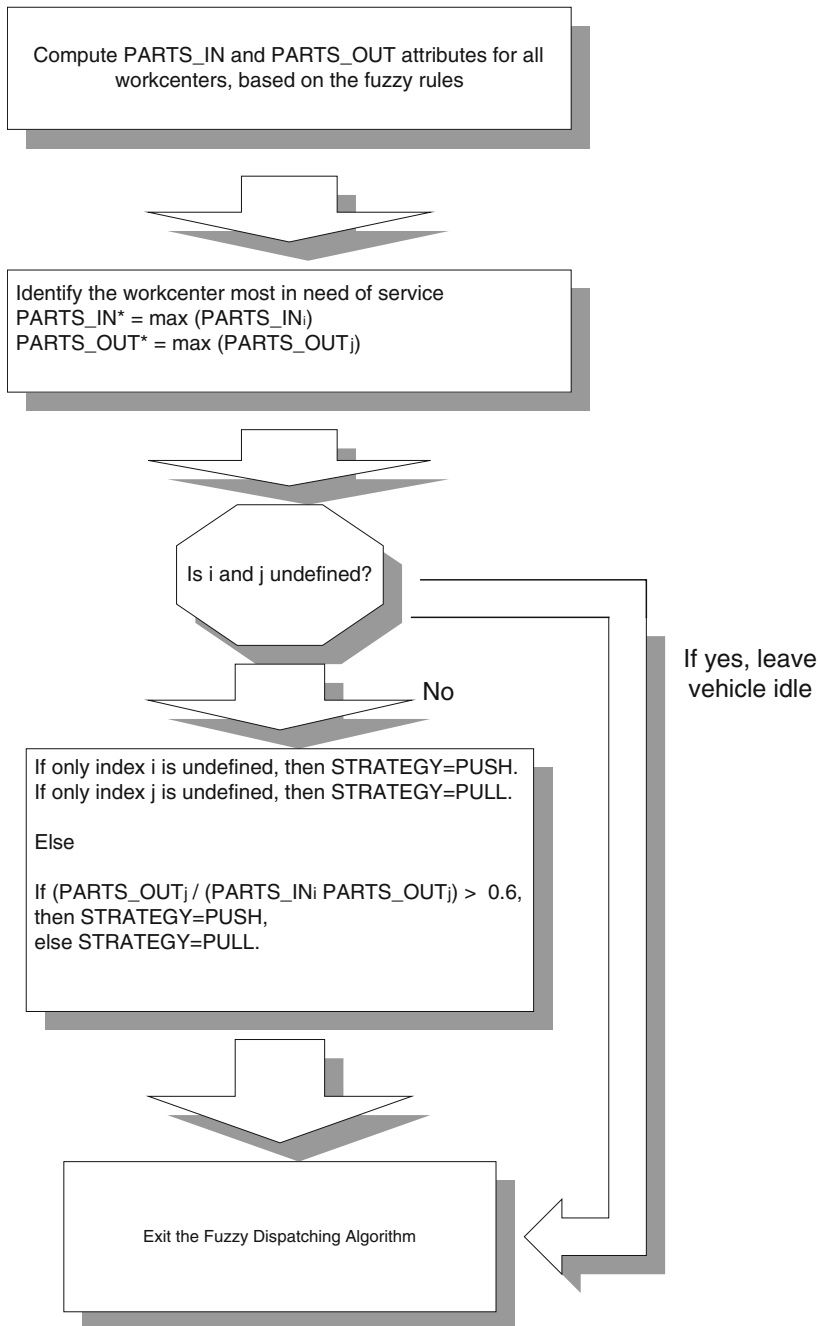 Compute PARTS_IN and PARTS_OUT attributes for all
workcenters, based on the fuzzy rules
Identify the workcenter most in need of service
PARTS_IN* = max (PARTS_INi)
PARTS_OUT* = max (PARTS_OUTj)
Is i and j undefined?
If yes, leave
vehicle idle
No
If only index i is undefined, then STRATEGY=PUSH.
If only index j is undefined, then STRATEGY=PULL.
Else
If (PARTS_OUTj / (PARTS_INi PARTS_OUTj) > 0.6,
then STRATEGY=PUSH,
else STRATEGY=PULL.
Exit the Fuzzy Dispatching Algorithm